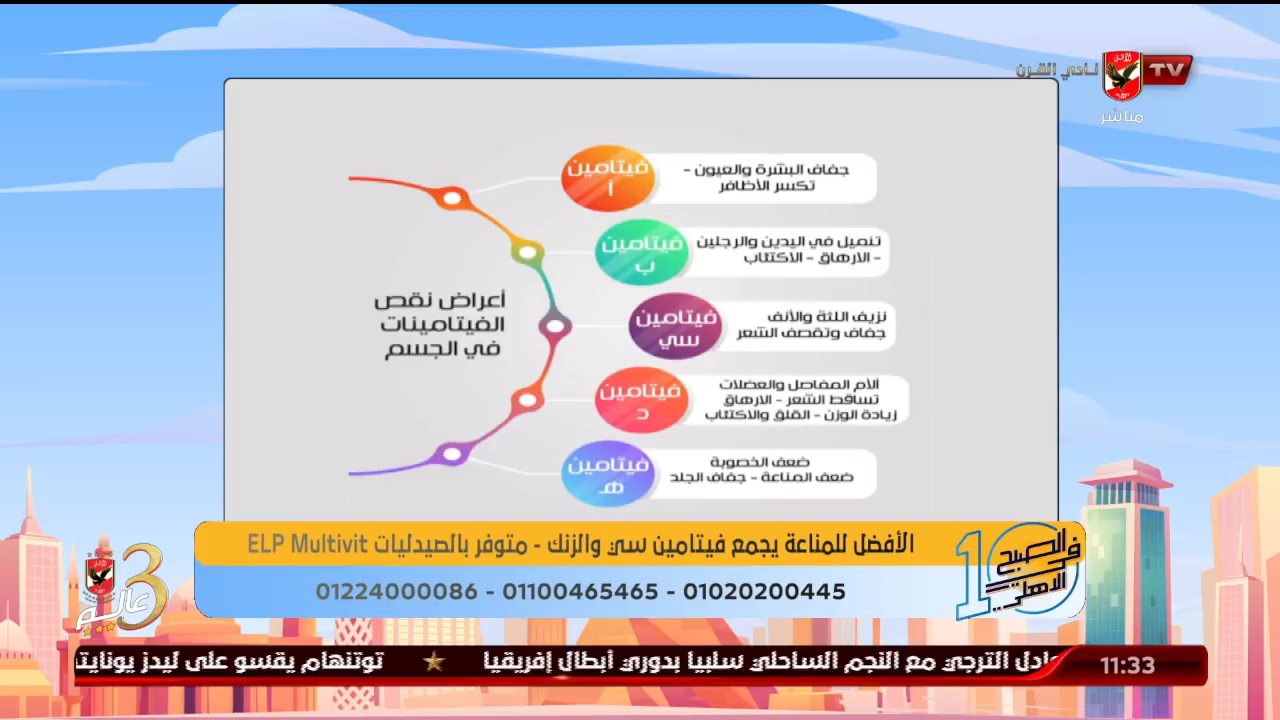 نادي القرن
TV
مباشر
فيتامين
أ
جفاف البشرة والعيون -
تكسر الأظافر
فيتامين
ب
تنميل في اليدين والرجلين
- الارهاق - الاكتئاب
أعراض نقص
الفيتامينات
في الجسم
فيتامين
سي
نزيف اللثة والأنف
جفاف وتقصف الشعر
فيتامين
د
آلام المفاصل والعضلات
تساقط الشعر - الارهاق
زيادة الوزن - القلق والاكتئاب
فيتامين
هـ
ضعف الخصوبة
ضعف المناعة - جفاف الجلد
الأفضل للمناعة يجمع فيتامين سي والزنك - متوفر بالصيدليات ELP Multivit
01224000086 - 01100465465 - 01020200445
10 الصبح
في الأهلي
3 عالم
تعادل الترجي مع النجم الساحلي سلبيا بدوري أبطال إفريقيا
توتنهام يقسو على ليدز يونايتد
11:33